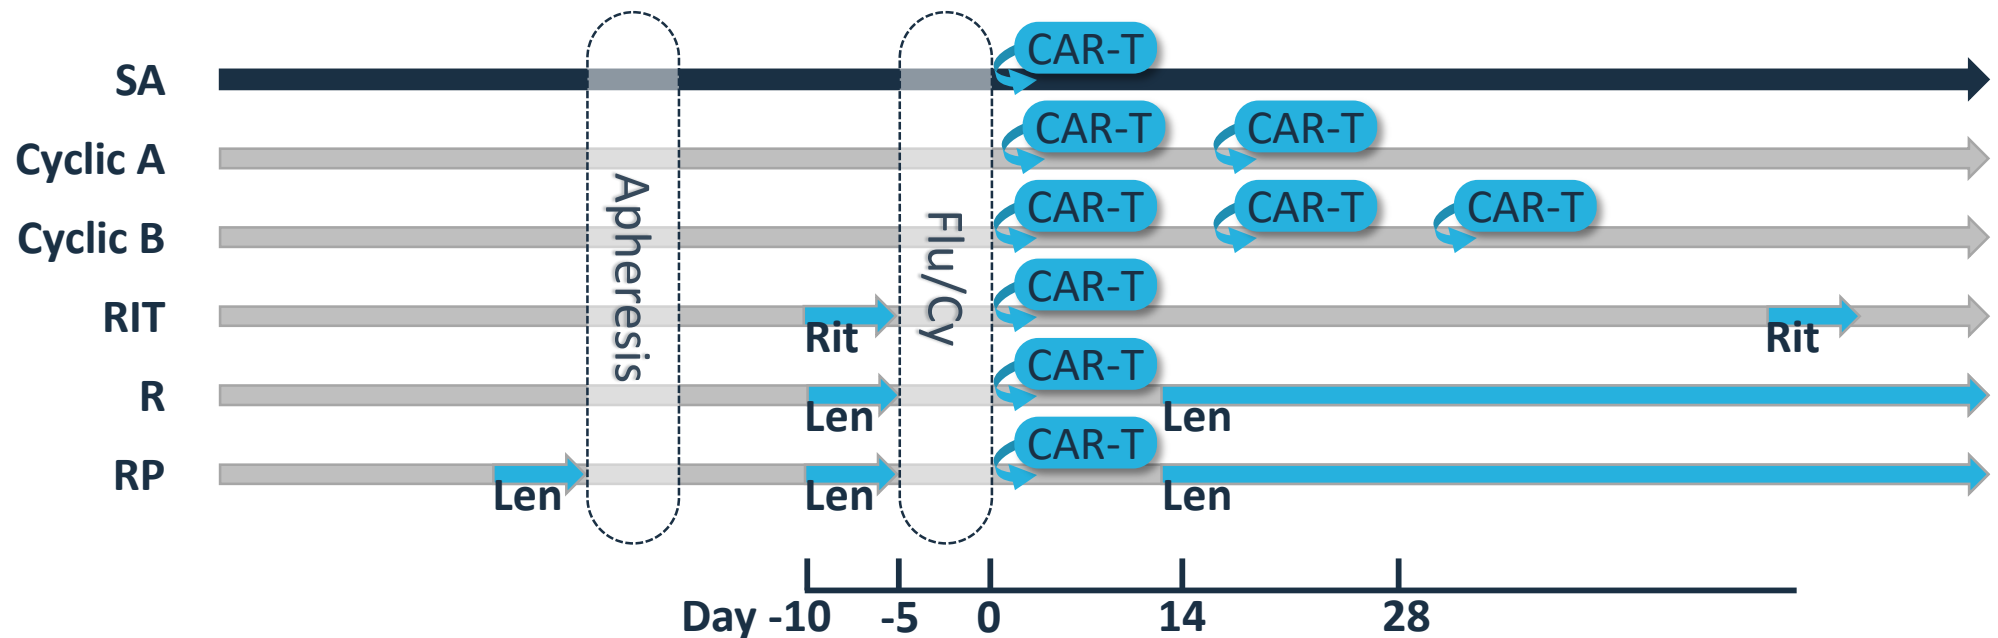 SA CAR-T
Cyclic A CAR-T CAR-T
Cyclic B CAR-T CAR-T CAR-T
Apheresis
Flu/Cy
RIT Rit CAR-T Rit
R Len CAR-T Len
RP Len Len CAR-T Len
Day -10 -5 0 14 28